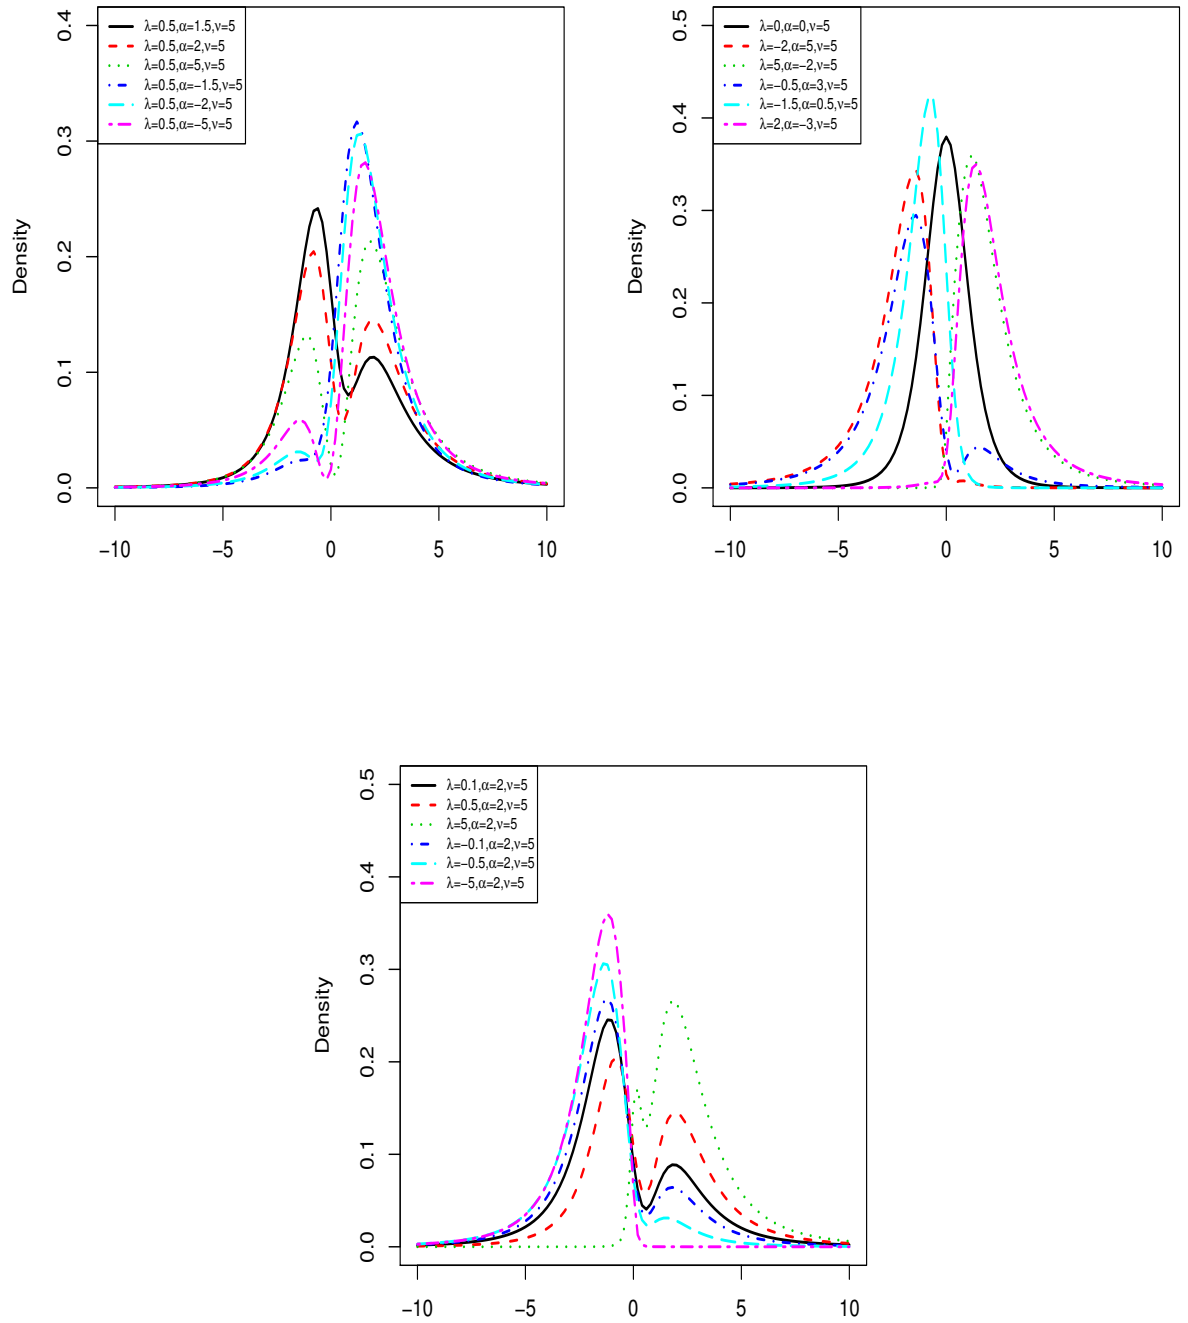 λ=0.5,α=1.5,ν=5
λ=0.5,α=2,ν=5
λ=0.5,α=5,ν=5
λ=0.5,α=−1.5,ν=5
λ=0.5,α=−2,ν=5
λ=0.5,α=−5,ν=5
Density
0.4
0.3
0.2
0.1
0.0
−10 −5 0 5 10
λ=0,α=0,ν=5
λ=−2,α=5,ν=5
λ=5,α=−2,ν=5
λ=−0.5,α=3,ν=5
λ=−1.5,α=0.5,ν=5
λ=2,α=−3,ν=5
Density
0.5
0.4
0.3
0.2
0.1
0.0
−10 −5 0 5 10
λ=0.1,α=2,ν=5
λ=0.5,α=2,ν=5
λ=5,α=2,ν=5
λ=−0.1,α=2,ν=5
λ=−0.5,α=2,ν=5
λ=−5,α=2,ν=5
Density
0.5
0.4
0.3
0.2
0.1
0.0
−10 −5 0 5 10